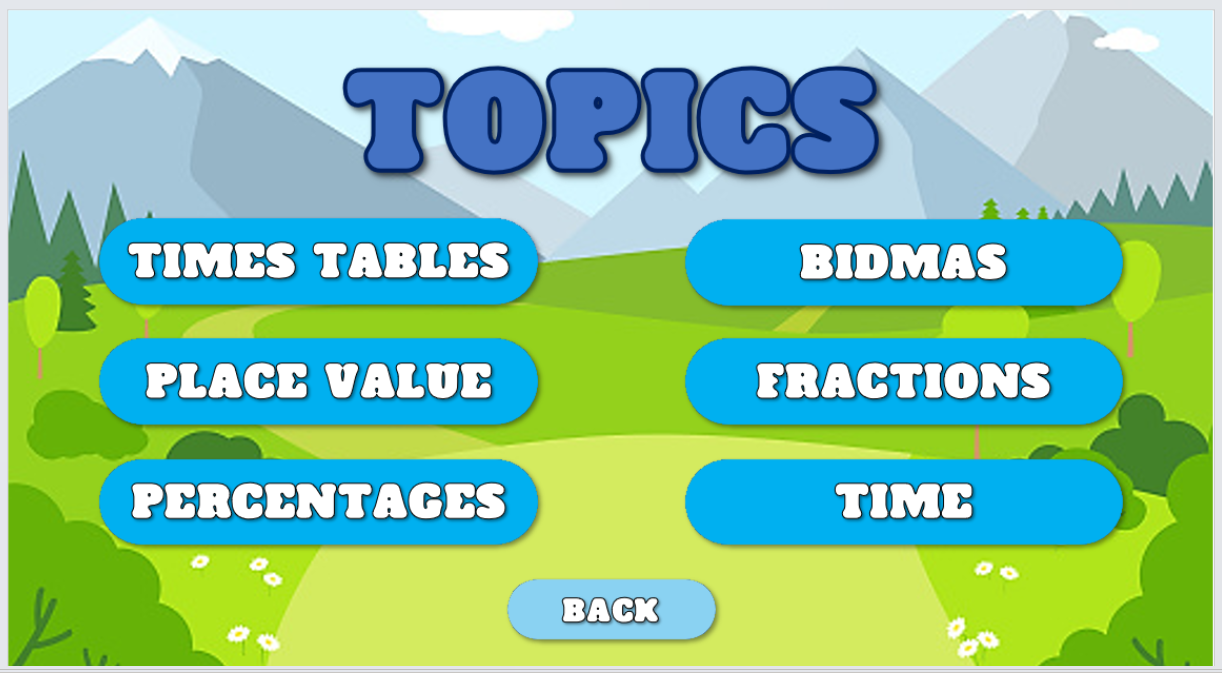 TOPICS
TIMES TABLES
BIDMAS
PLACE VALUE
FRACTIONS
PERCENTAGES
TIME
BACK